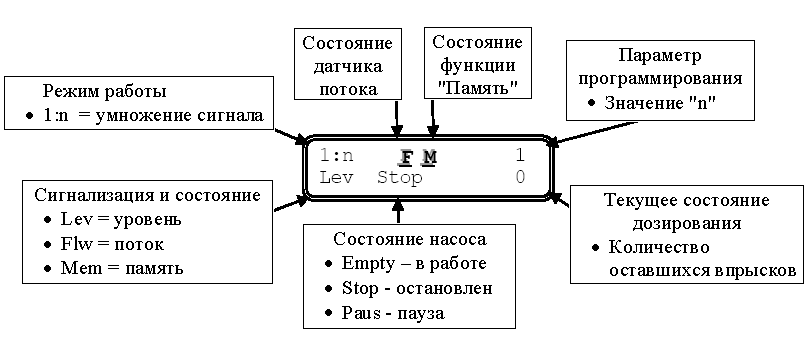 Состояние
датчика
потока
Состояние
функции
"Память"
Параметр
программирования
• Значение "n"
Режим работы
• 1:n = умножение сигнала
1:n F M 1
Lev Stop 0
Сигнализация и состояние
• Lev = уровень
• Flw = поток
• Mem = память
Состояние насоса
• Empty – в работе
• Stop - остановлен
• Paus - пауза
Текущее состояние
дозирования
• Количество
оставшихся впрысков